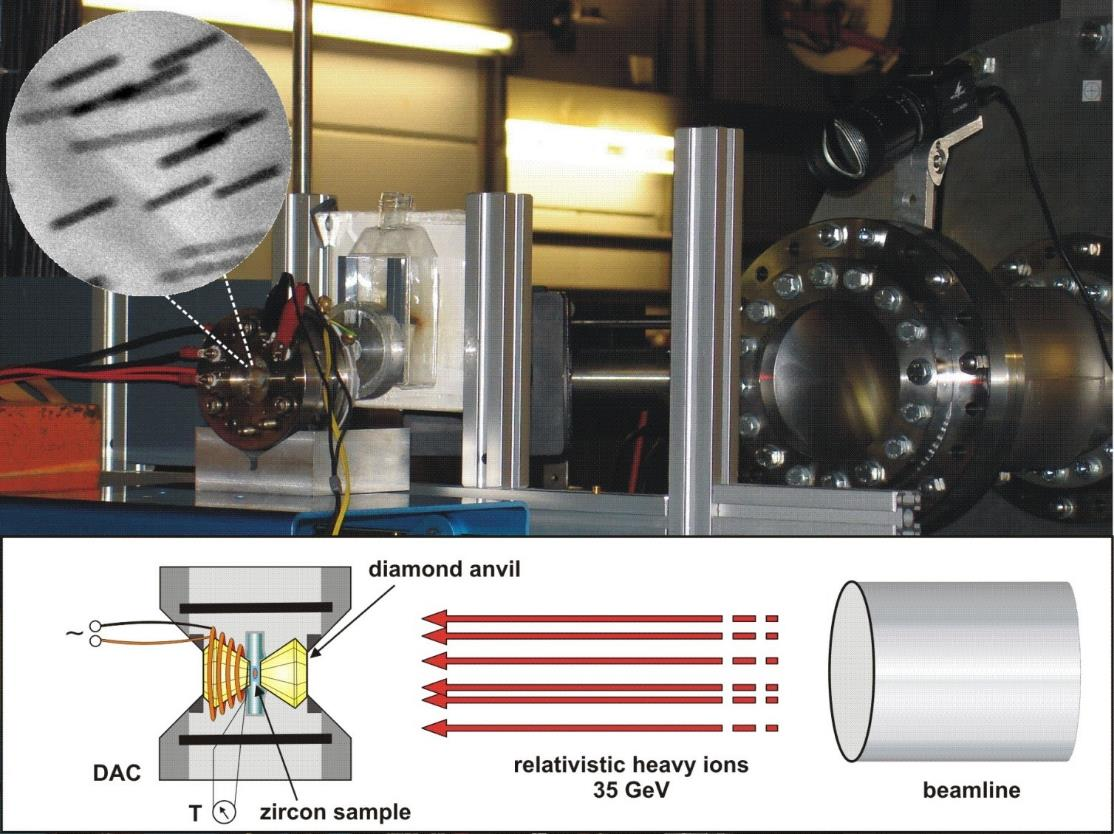 diamond anvil
~
DAC
T
zircon sample
relativistic heavy ions
35 GeV
beamline